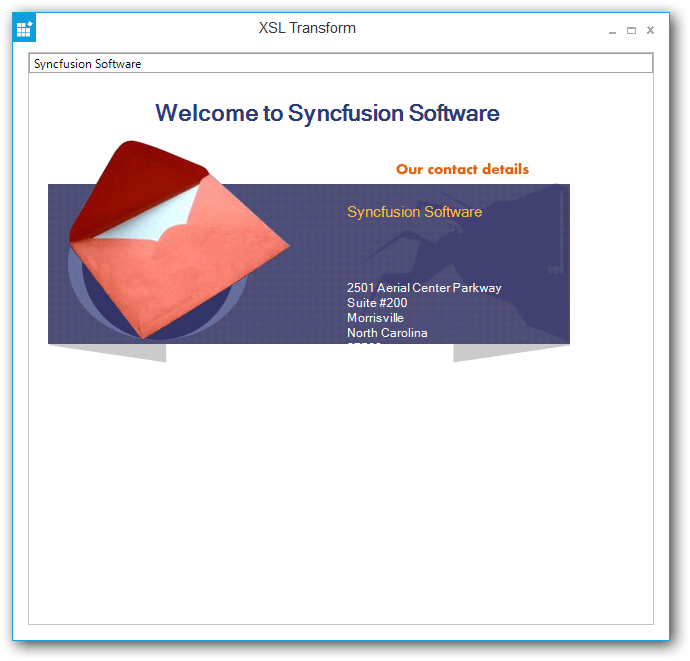 XSL Transform
Syncfusion Software
Welcome to Syncfusion Software
Our contact details
Syncfusion Software
2501 Aerial Center Parkway
Suite #200
Morrisville
North Carolina